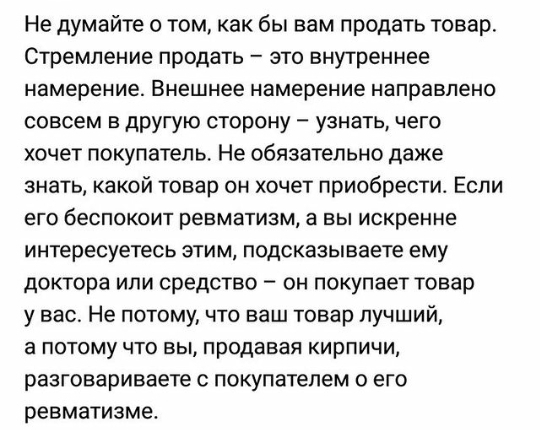 Не думайте о том, как бы вам продать товар.
Стремление продать – это внутреннее
намерение. Внешнее намерение направлено
совсем в другую сторону – узнать, чего
хочет покупатель. Не обязательно даже
знать, какой товар он хочет приобрести. Если
его беспокоит ревматизм, а вы искренне
интересуетесь этим, подсказываете ему
доктора или средство – он покупает товар
у вас. Не потому, что ваш товар лучший,
а потому что вы, продавая кирпичи,
разговариваете с покупателем о его
ревматизме.